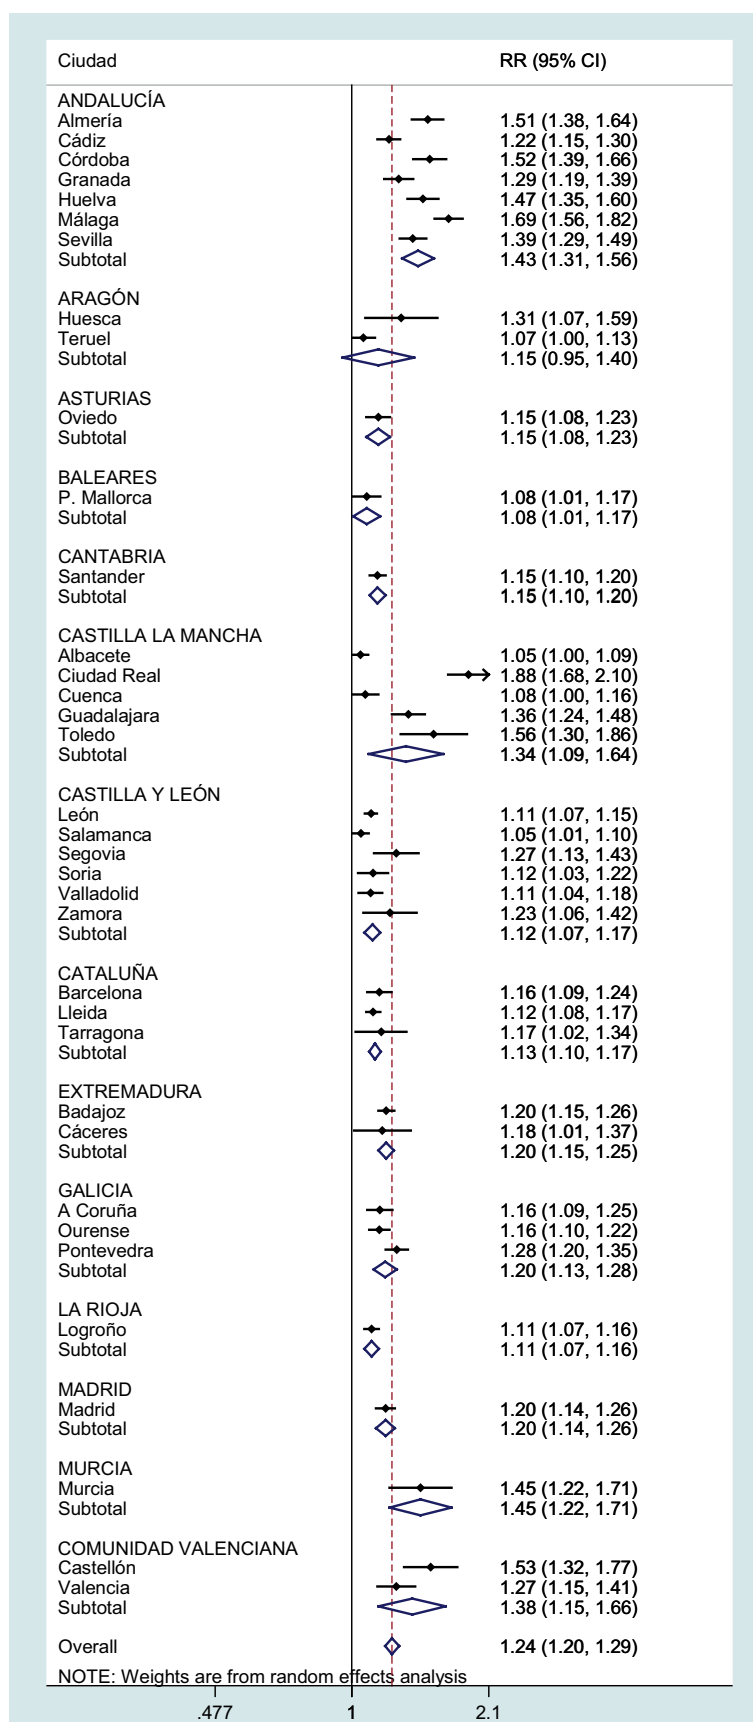 Ciudad RR (95% CI)
ANDALUCÍA
Almería 1.51 (1.38, 1.64)
Cádiz 1.22 (1.15, 1.30)
Córdoba 1.52 (1.39, 1.66)
Granada 1.29 (1.19, 1.39)
Huelva 1.47 (1.35, 1.60)
Málaga 1.69 (1.56, 1.82)
Sevilla 1.39 (1.29, 1.49)
Subtotal 1.43 (1.31, 1.56)
ARAGÓN
Huesca 1.31 (1.07, 1.59)
Teruel 1.07 (1.00, 1.13)
Subtotal 1.15 (0.95, 1.40)
ASTURIAS
Oviedo 1.15 (1.08, 1.23)
Subtotal 1.15 (1.08, 1.23)
BALEARES
P. Mallorca 1.08 (1.01, 1.17)
Subtotal 1.08 (1.01, 1.17)
CANTABRIA
Santander 1.15 (1.10, 1.20)
Subtotal 1.15 (1.10, 1.20)
CASTILLA LA MANCHA
Albacete 1.05 (1.00, 1.09)
Ciudad Real 1.88 (1.68, 2.10)
Cuenca 1.08 (1.00, 1.16)
Guadalajara 1.36 (1.24, 1.48)
Toledo 1.56 (1.30, 1.86)
Subtotal 1.34 (1.09, 1.64)
CASTILLA Y LEÓN
León 1.11 (1.07, 1.15)
Salamanca 1.05 (1.01, 1.10)
Segovia 1.27 (1.13, 1.43)
Soria 1.12 (1.03, 1.22)
Valladolid 1.11 (1.04, 1.18)
Zamora 1.23 (1.06, 1.42)
Subtotal 1.12 (1.07, 1.17)
CATALUÑA
Barcelona 1.16 (1.09, 1.24)
Lleida 1.12 (1.08, 1.17)
Tarragona 1.17 (1.02, 1.34)
Subtotal 1.13 (1.10, 1.17)
EXTREMADURA
Badajoz 1.20 (1.15, 1.26)
Cáceres 1.18 (1.01, 1.37)
Subtotal 1.20 (1.15, 1.25)
GALICIA
A Coruña 1.16 (1.09, 1.25)
Ourense 1.16 (1.10, 1.22)
Pontevedra 1.28 (1.20, 1.35)
Subtotal 1.20 (1.13, 1.28)
LA RIOJA
Logroño 1.11 (1.07, 1.16)
Subtotal 1.11 (1.07, 1.16)
MADRID
Madrid 1.20 (1.14, 1.26)
Subtotal 1.20 (1.14, 1.26)
MURCIA
Murcia 1.45 (1.22, 1.71)
Subtotal 1.45 (1.22, 1.71)
COMUNIDAD VALENCIANA
Castellón 1.53 (1.32, 1.77)
Valencia 1.27 (1.15, 1.41)
Subtotal 1.38 (1.15, 1.66)
Overall 1.24 (1.20, 1.29)
NOTE: Weights are from random effects analysis
.477 1 2.1